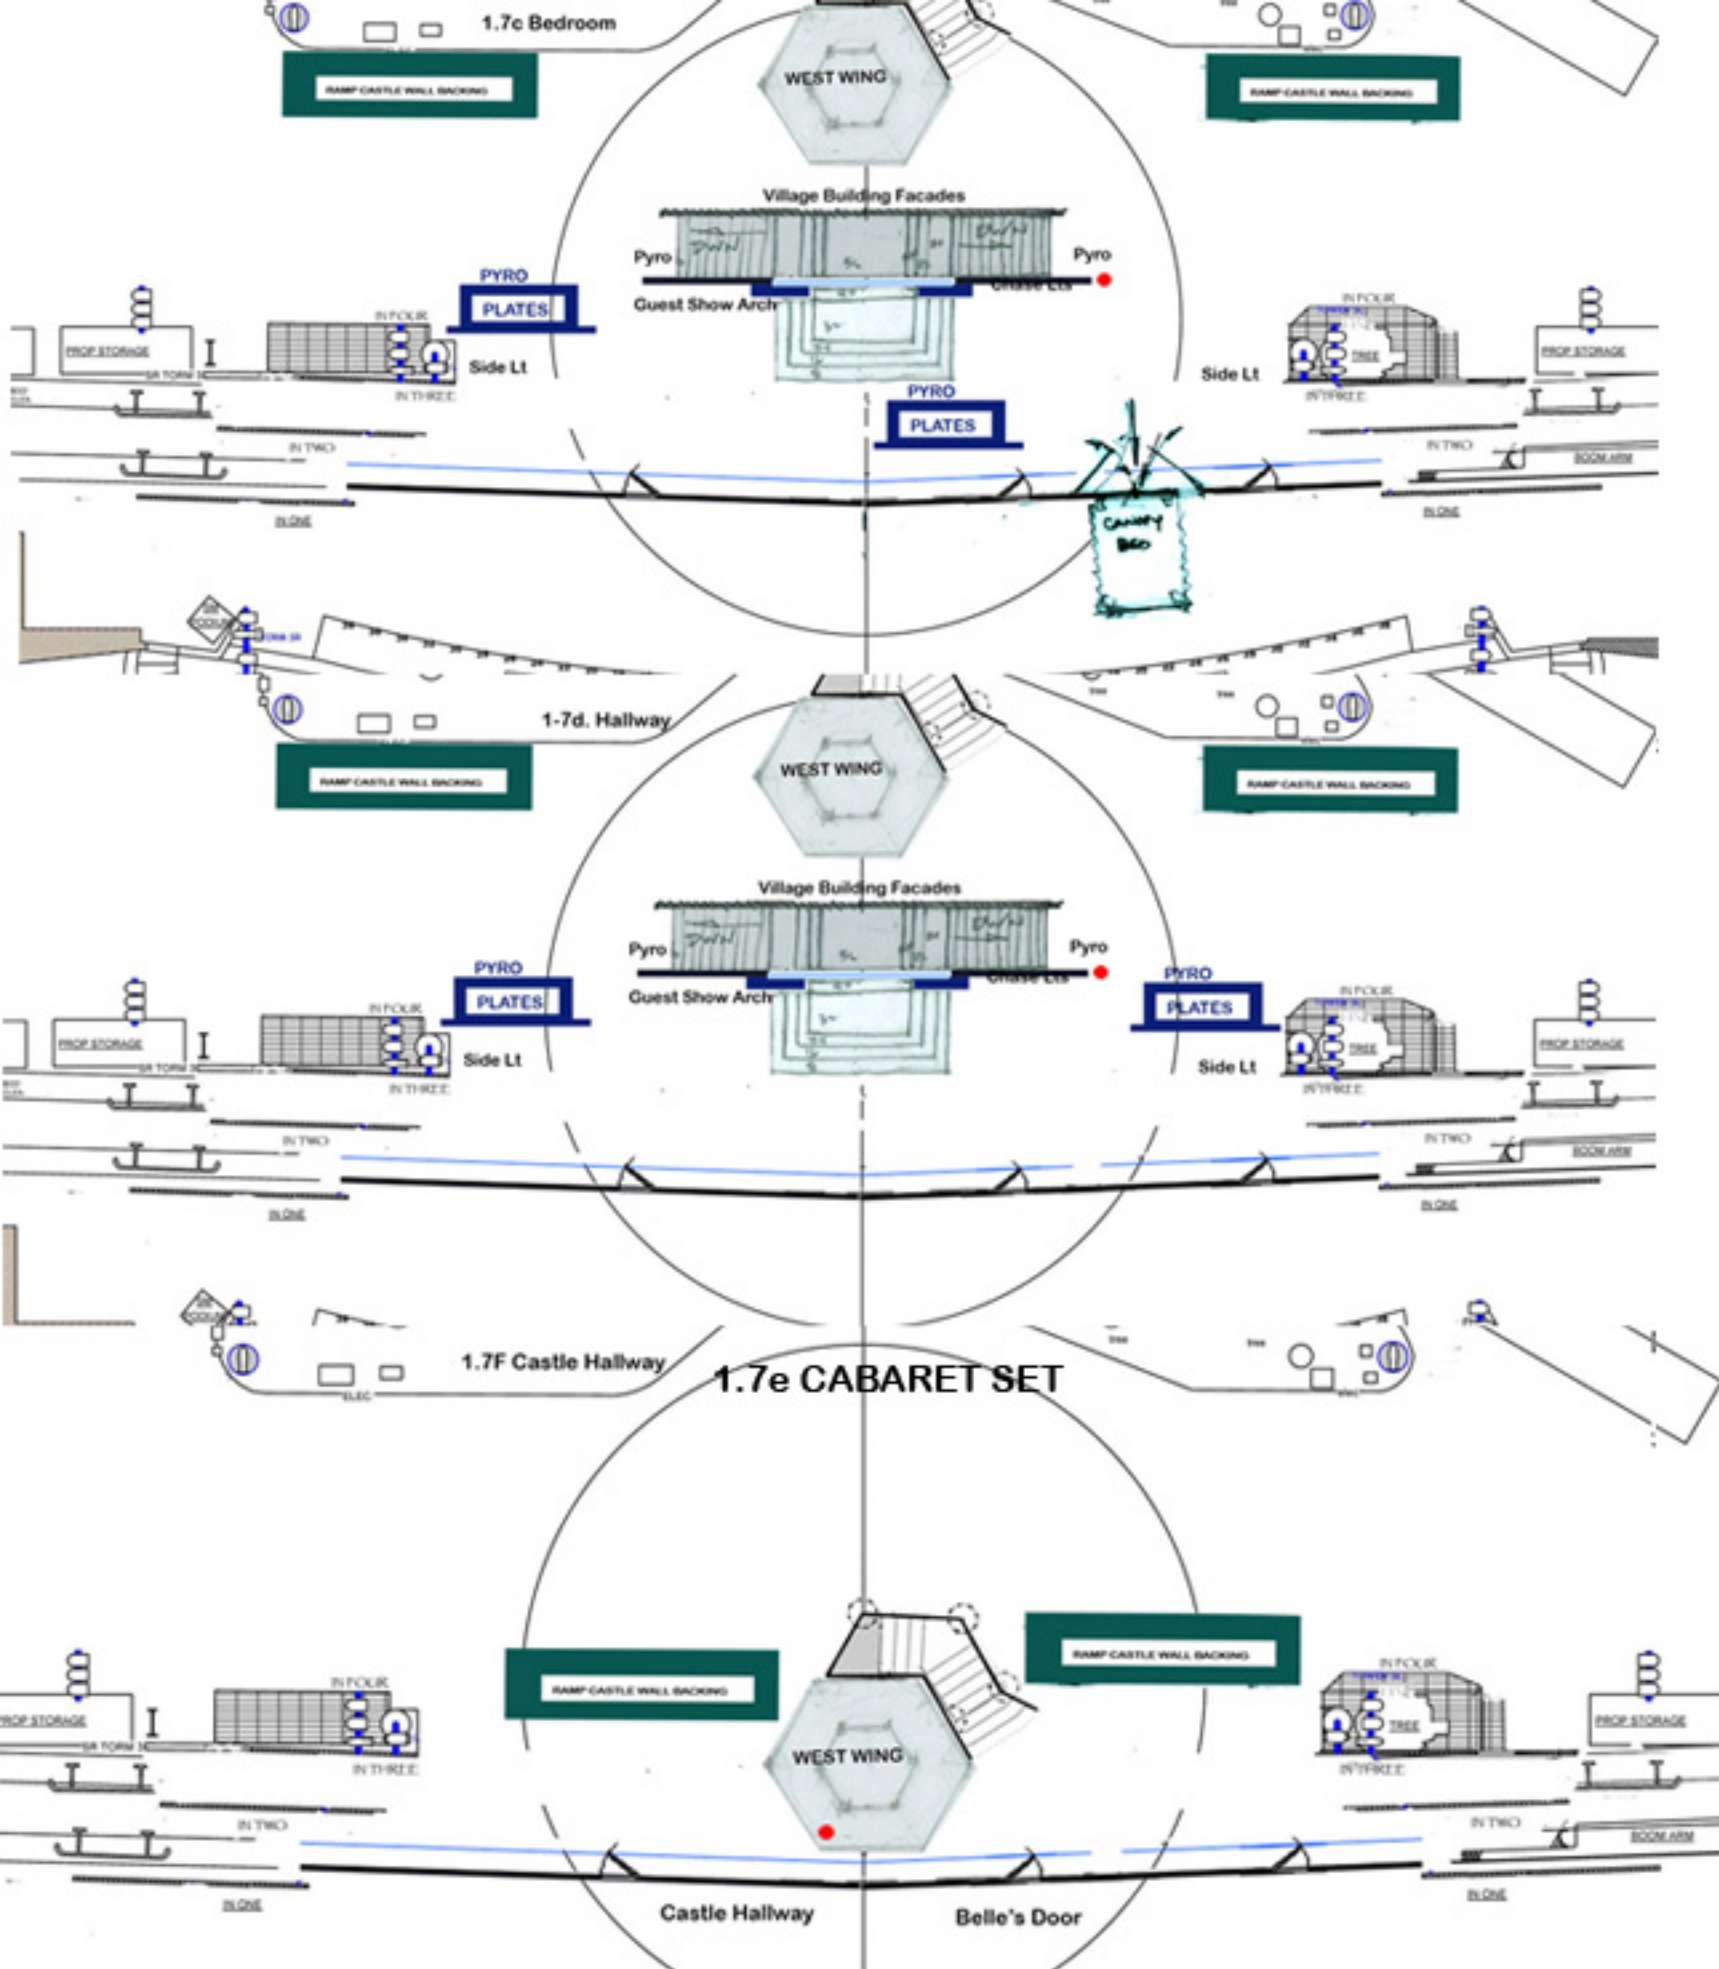 1.7c Bedroom
WEST WING
RAMP CASTLE WALL BACKING
RAMP CASTLE WALL BACKING
Village Building Facades
DWN
DWN
Pyro
Pyro
Guest Show Arch
Chase Lts
PYRO
PLATES
IN FOUR
IN FOUR
PROP STORAGE
TREE
PROP STORAGE
Side Lt
Side Lt
IN THREE
IN THREE
PYRO
PLATES
IN TWO
IN TWO
BOOM ARM
IN ONE
IN ONE
CANOPY
BED
1-7d. Hallway
Tree
WEST WING
RAMP CASTLE WALL BACKING
RAMP CASTLE WALL BACKING
Village Building Facades
DWN
DWN
Pyro
Pyro
Guest Show Arch
Chase Lts
PYRO
PLATES
PYRO
PLATES
IN FOUR
IN FOUR
PROP STORAGE
TREE
PROP STORAGE
Side Lt
Side Lt
IN THREE
IN THREE
IN TWO
IN TWO
BOOM ARM
IN ONE
IN ONE
1.7F Castle Hallway
1.7e CABARET SET
ELEC
RAMP CASTLE WALL BACKING
RAMP CASTLE WALL BACKING
IN FOUR
IN FOUR
PROP STORAGE
TREE
PROP STORAGE
WEST WING
IN THREE
IN THREE
IN TWO
IN TWO
BOOM ARM
IN ONE
IN ONE
Castle Hallway
Belle's Door